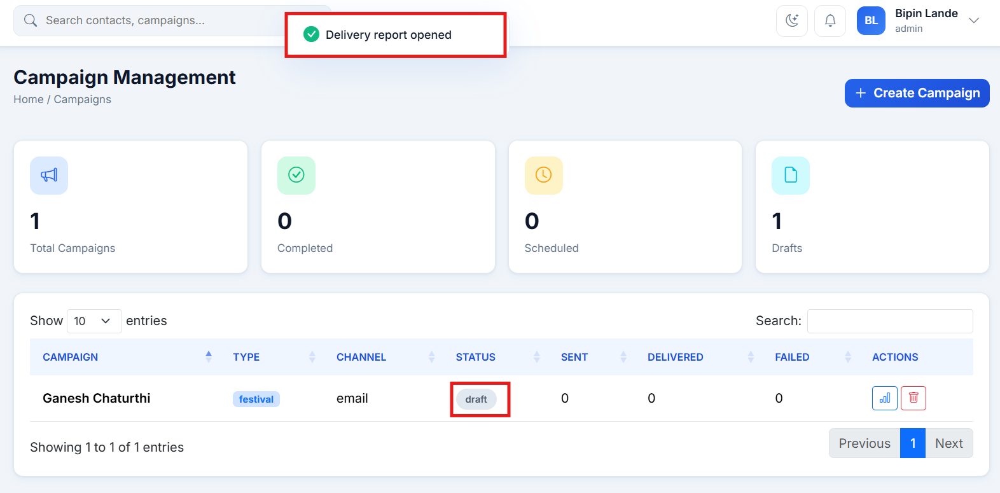 Search contacts, campaigns...
Delivery report opened
BL
Bipin Lande
admin
Campaign Management
Home / Campaigns
+ Create Campaign
1
Total Campaigns
0
Completed
0
Scheduled
1
Drafts
Show 10 entries
Search:
CAMPAIGN TYPE CHANNEL STATUS SENT DELIVERED FAILED ACTIONS
Ganesh Chaturthi festival email draft 0 0 0
Showing 1 to 1 of 1 entries
Previous 1 Next